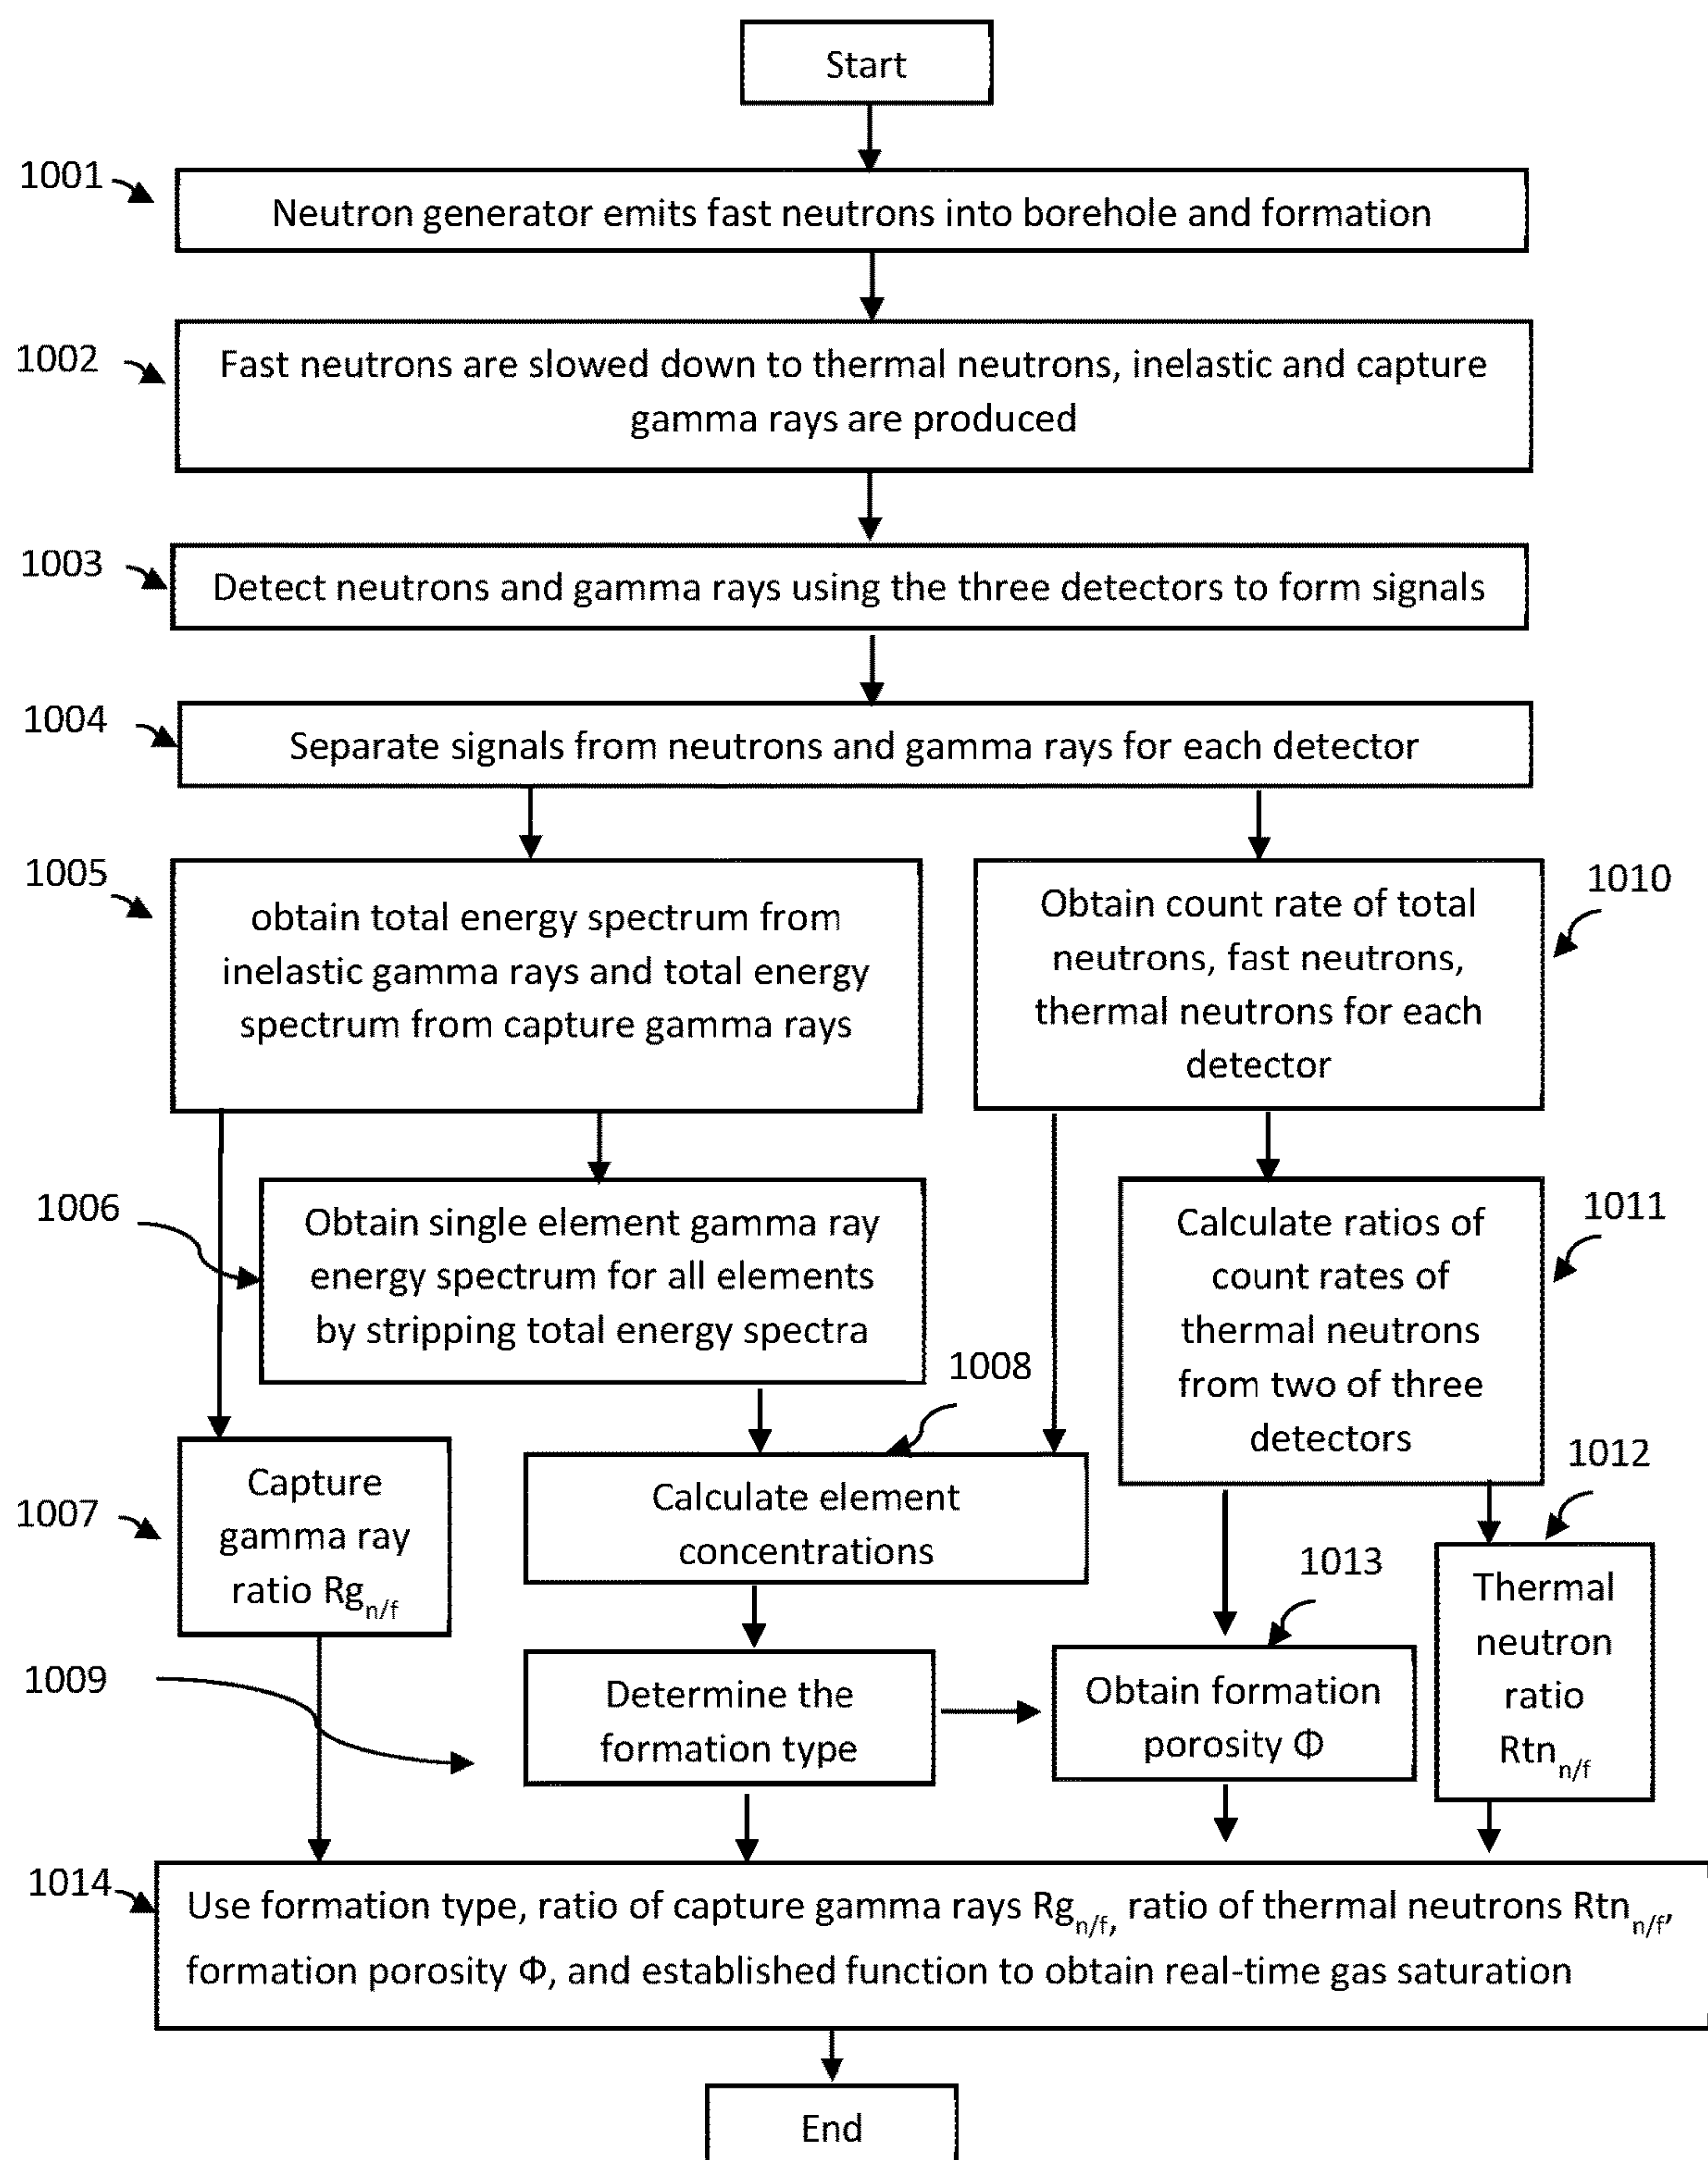 Start
1001
Neutron generator emits fast neutrons into borehole and formation
1002
Fast neutrons are slowed down to thermal neutrons, inelastic and capture
gamma rays are produced
1003
Detect neutrons and gamma rays using the three detectors to form signals
1004
Separate signals from neutrons and gamma rays for each detector
1005
obtain total energy spectrum from
inelastic gamma rays and total energy
spectrum from capture gamma rays
1010
Obtain count rate of total
neutrons, fast neutrons,
thermal neutrons for each
detector
1006
Obtain single element gamma ray
energy spectrum for all elements
by stripping total energy spectra
1011
Calculate ratios of
count rates of
thermal neutrons
from two of three
detectors
1007
Capture
gamma ray
ratio Rgn/f
1008
Calculate element
concentrations
1009
Determine the
formation type
1013
Obtain formation
porosity Φ
1012
Thermal
neutron
ratio
Rtnn/f
1014
Use formation type, ratio of capture gamma rays Rgn/f, ratio of thermal neutrons Rtnn/f,
formation porosity Φ, and established function to obtain real-time gas saturation
End